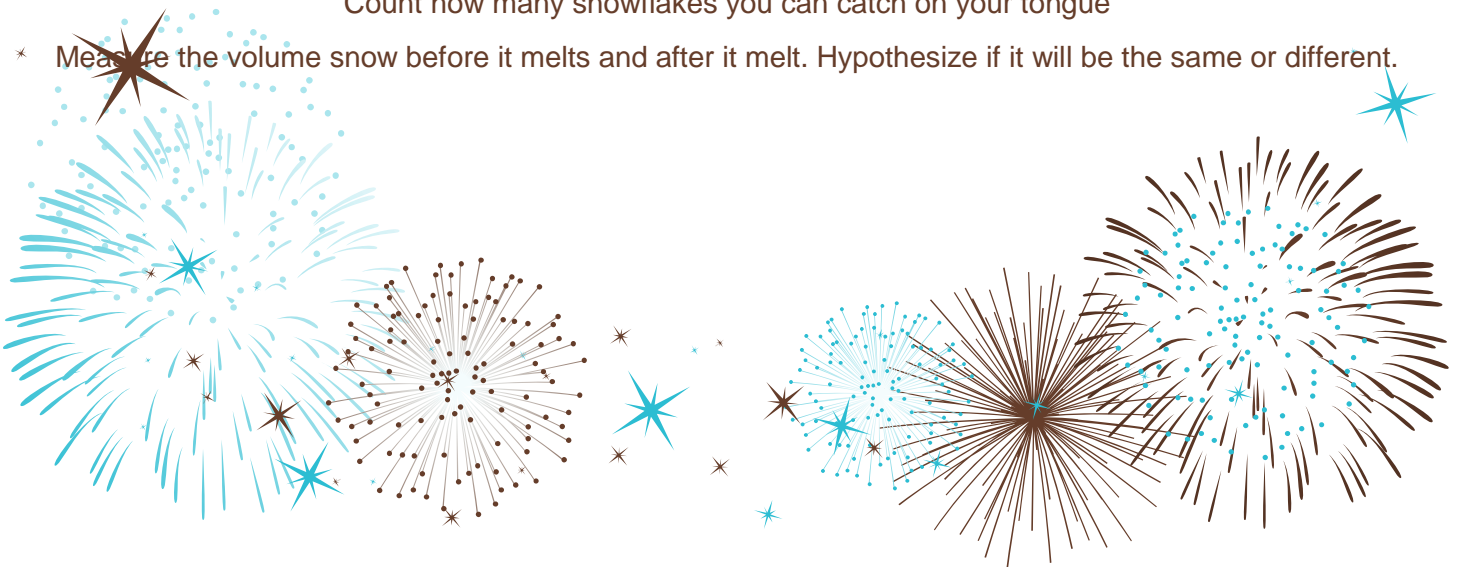 Count how many snowflakes you can catch on your tongue
Measure the volume snow before it melts and after it melt. Hypothesize if it will be the same or different.